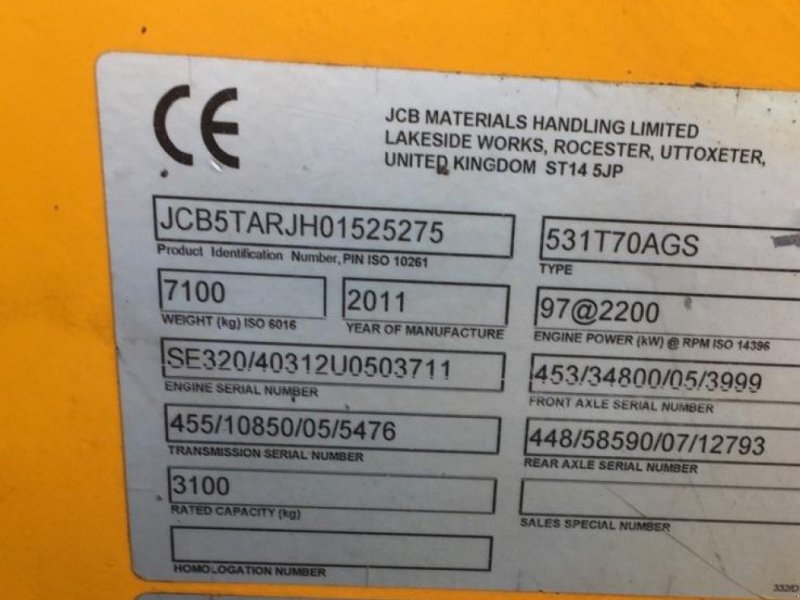 CE
JCB MATERIALS HANDLING LIMITED
LAKESIDE WORKS, ROCESTER, UTTOXETER,
UNITED KINGDOM ST14 5JP
JCB5TARJH01525275
Product Identification Number, PIN ISO 10261
531T70AGS
TYPE
7100
WEIGHT (kg) ISO 6016
2011
YEAR OF MANUFACTURE
97@2200
ENGINE POWER (kW) @ RPM ISO 14396
SE320/40312U0503711
ENGINE SERIAL NUMBER
453/34800/05/3999
FRONT AXLE SERIAL NUMBER
455/10850/05/5476
TRANSMISSION SERIAL NUMBER
448/58590/07/12793
REAR AXLE SERIAL NUMBER
3100
RATED CAPACITY (kg)
SALES SPECIAL NUMBER
HOMOLOGATION NUMBER
332/D